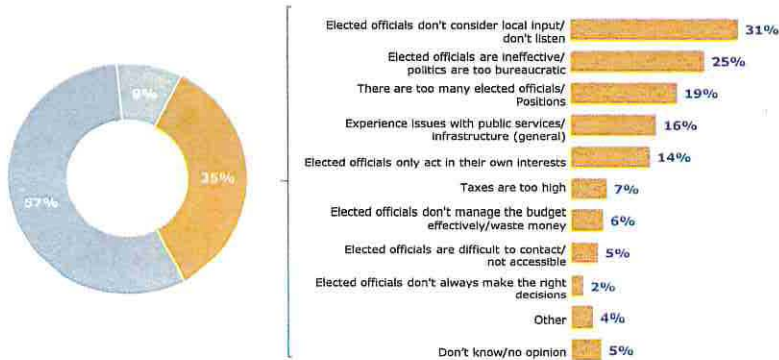 Elected officials don't consider local input/
don't listen
31%
Elected officials are ineffective/
politics are too bureaucratic
25%
There are too many elected officials/
Positions
19%
Experience issues with public services/
infrastructure (general)
16%
Elected officials only act in their own interests
14%
Taxes are too high
7%
Elected officials don't manage the budget
effectively/waste money
6%
Elected officials are difficult to contact/
not accessible
5%
Elected officials don't always make the right
decisions
2%
Other
4%
Don't know/no opinion
5%
9%
35%
57%